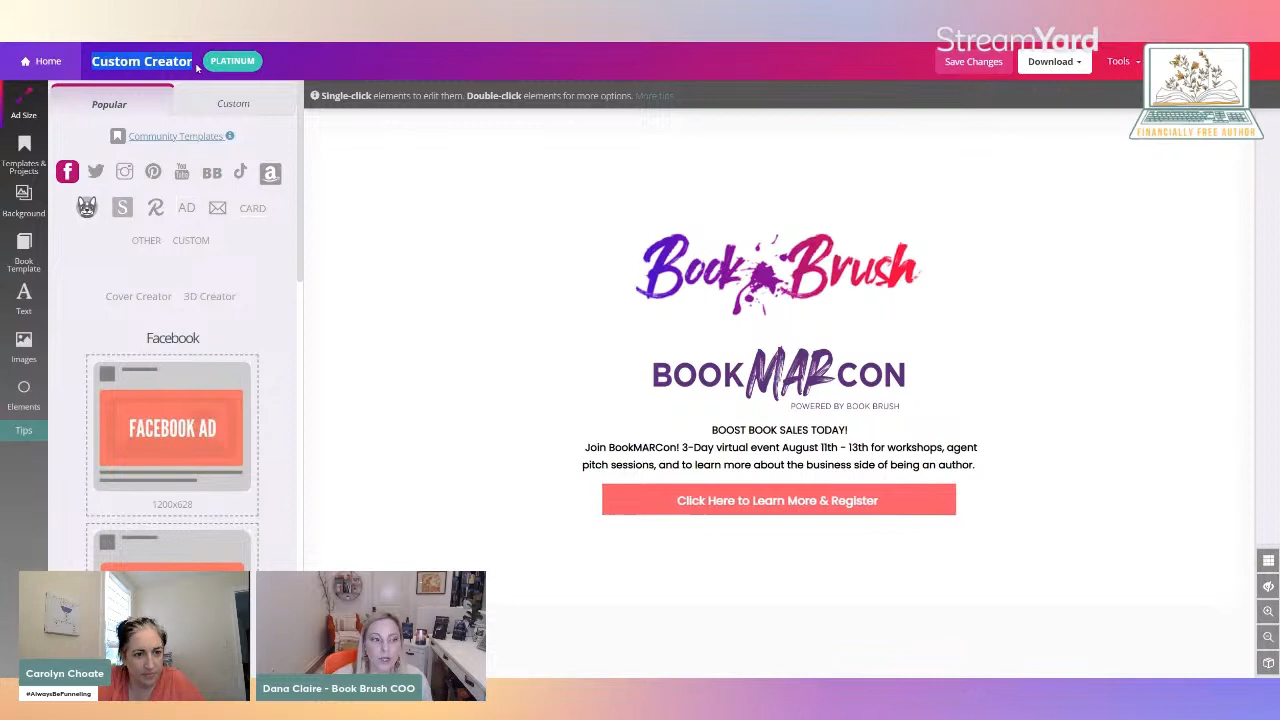 StreamYard
Home
Custom Creator
PLATINUM
Save Changes
Download
Tools
FINANCIALLY FREE AUTHOR
Ad Size
Popular
Custom
Single-click elements to edit them. Double-click elements for more options. More tips
Community Templates
Templates &
Projects
f
You
Tube
BB
a
S
R
AD
CARD
Background
OTHER
CUSTOM
Book
Template
Cover Creator
3D Creator
Text
Facebook
Images
FACEBOOK AD
Elements
Tips
1200x628
Book Brush
BOOKMARCON
POWERED BY BOOK BRUSH
BOOST BOOK SALES TODAY!
Join BookMARCon! 3-Day virtual event August 11th - 13th for workshops, agent
pitch sessions, and to learn more about the business side of being an author.
Click Here to Learn More & Register
Carolyn Choate
#AlwaysBeFunneling
Dana Claire - Book Brush COO